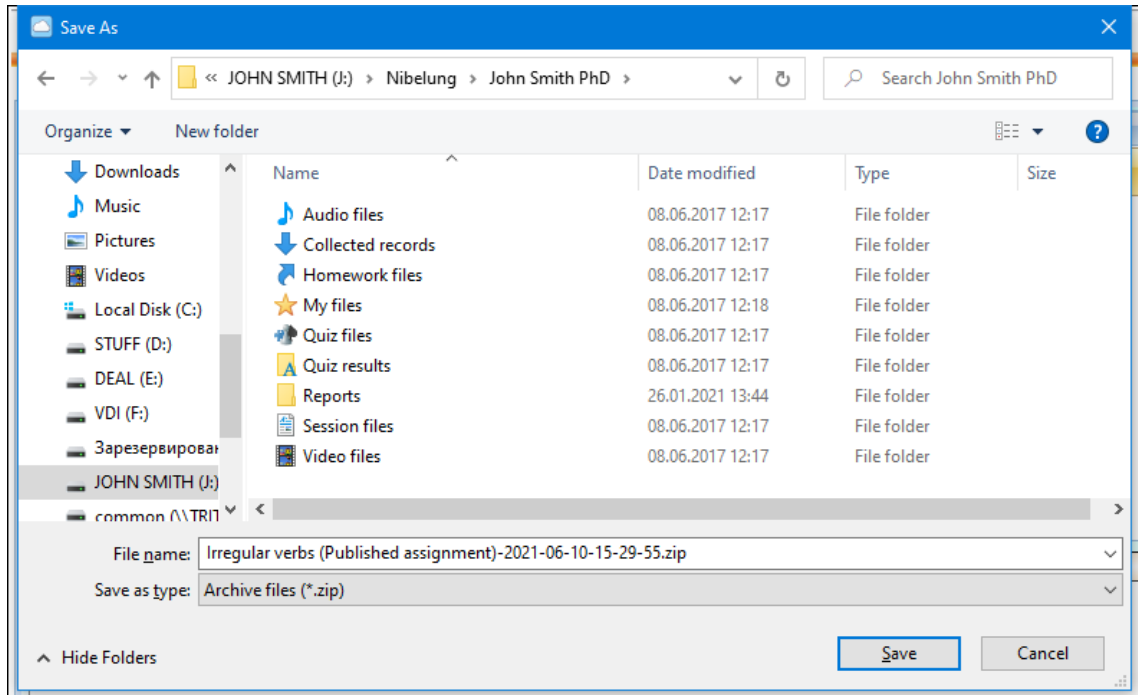 Save As
« JOHN SMITH (J:) › Nibelung › John Smith PhD ›
Search John Smith PhD
Organize
New folder
Name
Date modified
Type
Size
Downloads
Music
Pictures
Videos
Local Disk (C:)
STUFF (D:)
DEAL (E:)
VDI (F:)
Зарезервирован
JOHN SMITH (J:)
common (\\TRIT
Audio files 08.06.2017 12:17 File folder
Collected records 08.06.2017 12:17 File folder
Homework files 08.06.2017 12:17 File folder
My files 08.06.2017 12:18 File folder
Quiz files 08.06.2017 12:17 File folder
Quiz results 08.06.2017 12:17 File folder
Reports 26.01.2021 13:44 File folder
Session files 08.06.2017 12:17 File folder
Video files 08.06.2017 12:17 File folder
File name: Irregular verbs (Published assignment)-2021-06-10-15-29-55.zip
Save as type: Archive files (*.zip)
Hide Folders
Save
Cancel